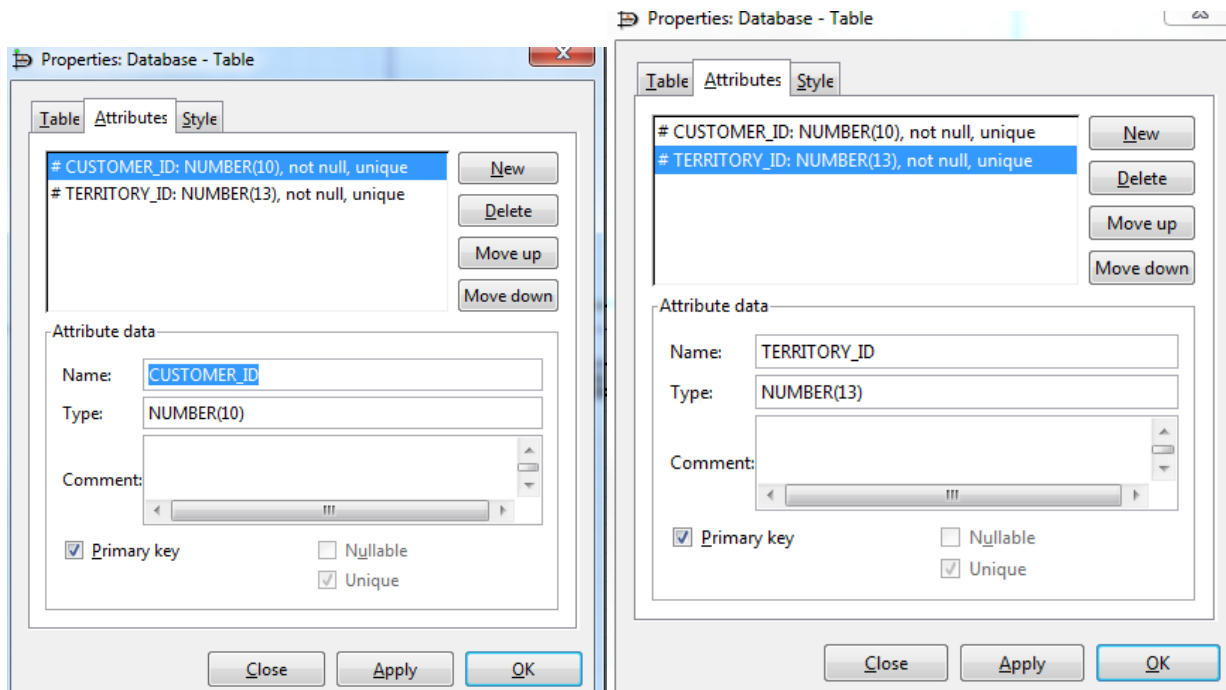 Properties: Database - Table
Table Attributes Style
# CUSTOMER_ID: NUMBER(10), not null, unique
# TERRITORY_ID: NUMBER(13), not null, unique
New
Delete
Move up
Move down
Attribute data
Name: CUSTOMER_ID
Type: NUMBER(10)
Comment:
Primary key
Nullable
Unique
Close Apply OK
Properties: Database - Table
Table Attributes Style
# CUSTOMER_ID: NUMBER(10), not null, unique
# TERRITORY_ID: NUMBER(13), not null, unique
New
Delete
Move up
Move down
Attribute data
Name: TERRITORY_ID
Type: NUMBER(13)
Comment:
Primary key
Nullable
Unique
Close Apply OK